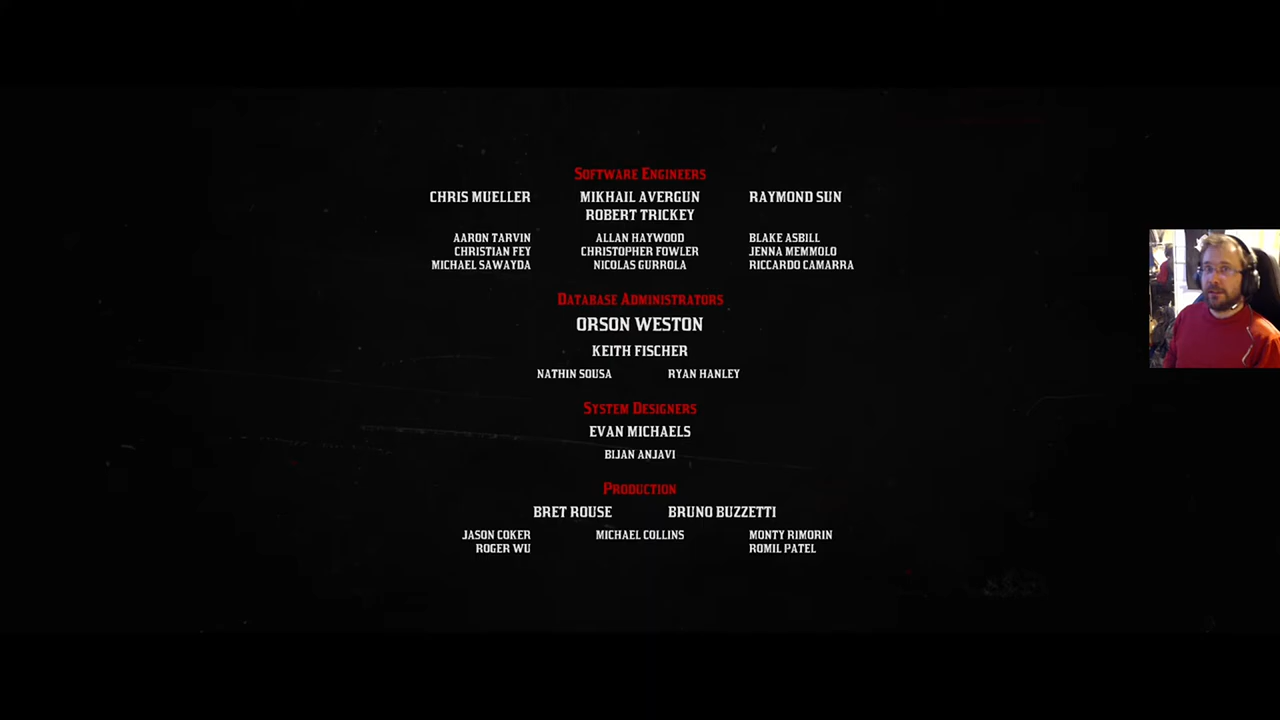 Software Engineers
CHRIS MUELLER MIKHAIL AVERGUN RAYMOND SUN
ROBERT TRICKEY
AARON TARVIN ALLAN HAYWOOD BLAKE ASBILL
CHRISTIAN FEY CHRISTOPHER FOWLER JENNA MEMMOLO
MICHAEL SAWAYDA NICOLAS GURROLA RICCARDO CAMARRA
Database Administrators
ORSON WESTON
KEITH FISCHER
NATHIN SOUSA RYAN HANLEY
System Designers
EVAN MICHAELS
BIJAN ANJAVI
Production
BRET ROUSE BRUNO BUZZETTI
JASON COKER MICHAEL COLLINS MONTY RIMORIN
ROGER WU ROMIL PATEL